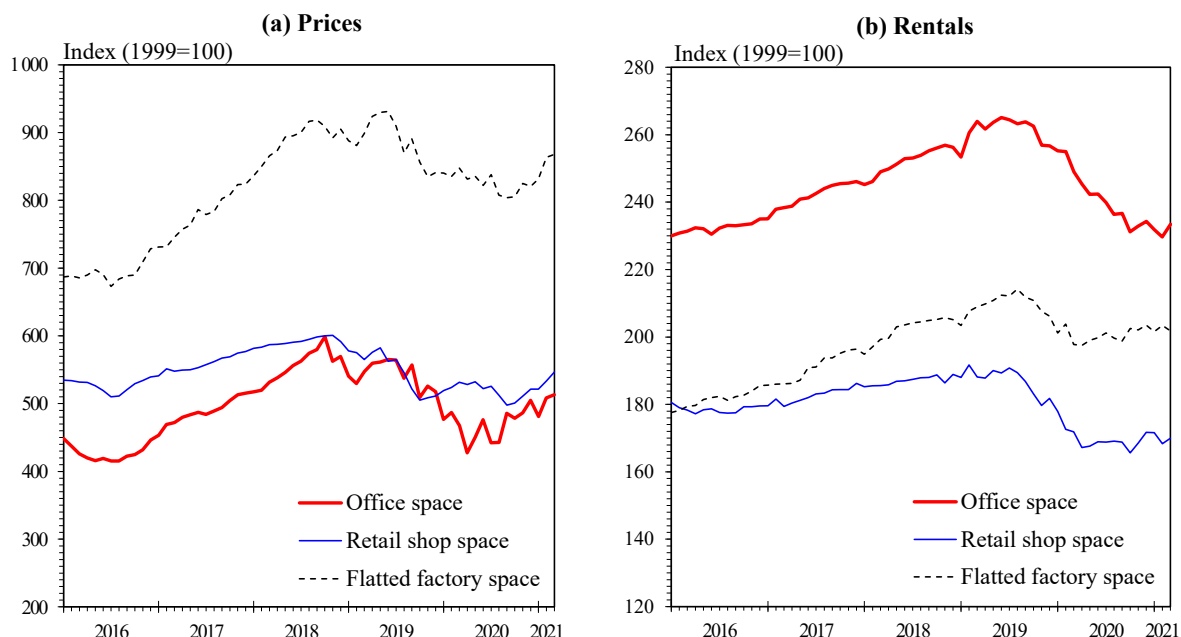 (a) Prices
Index (1999=100)
1 000
900
800
700
600
500
400
300
200
Office space
Retail shop space
Flatted factory space
2016 2017 2018 2019 2020 2021
(b) Rentals
Index (1999=100)
280
260
240
220
200
180
160
140
120
Office space
Retail shop space
Flatted factory space
2016 2017 2018 2019 2020 2021